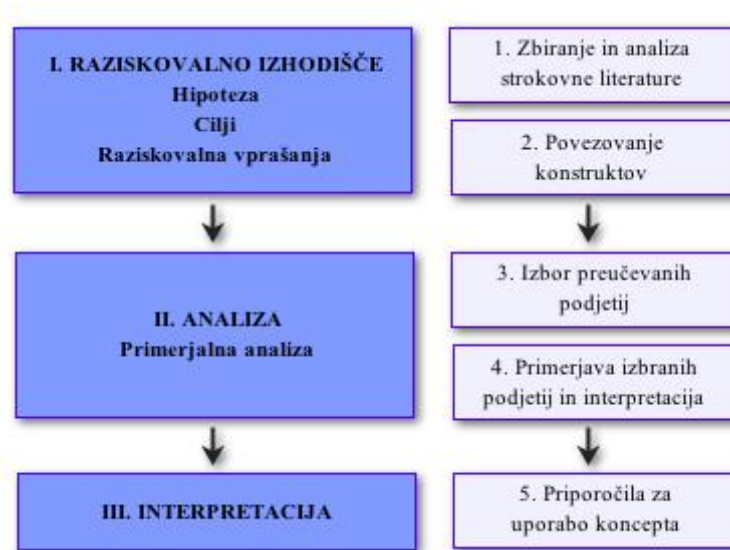 I. RAZISKOVALNO IZHODIŠČE
Hipoteza
Cilji
Raziskovalna vprašanja
1. Zbiranje in analiza
strokovne literature
2. Povezovanje
konstruktov
II. ANALIZA
Primerjalna analiza
3. Izbor preučevanih
podjetij
4. Primerjava izbranih
podjetij in interpretacija
III. INTERPRETACIJA
5. Priporočila za
uporabo koncepta